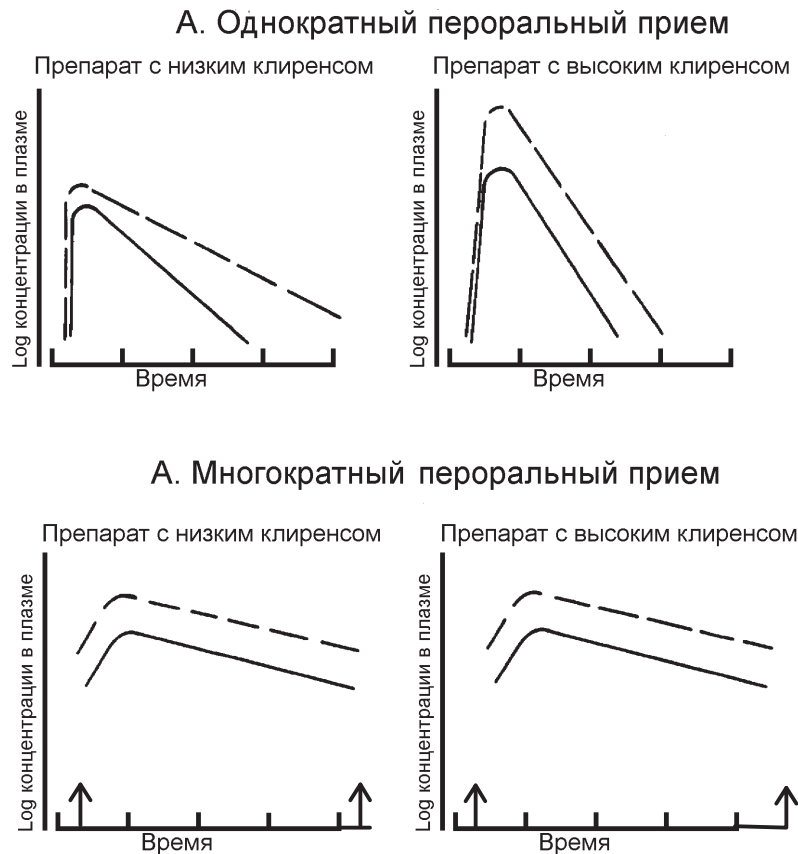 А. Однократный пероральный прием
Препарат с низким клиренсом
Препарат с высоким клиренсом
Log концентрации в плазме
Log концентрации в плазме
Время
Время
А. Многократный пероральный прием
Препарат с низким клиренсом
Препарат с высоким клиренсом
Log концентрации в плазме
Log концентрации в плазме
Время
Время